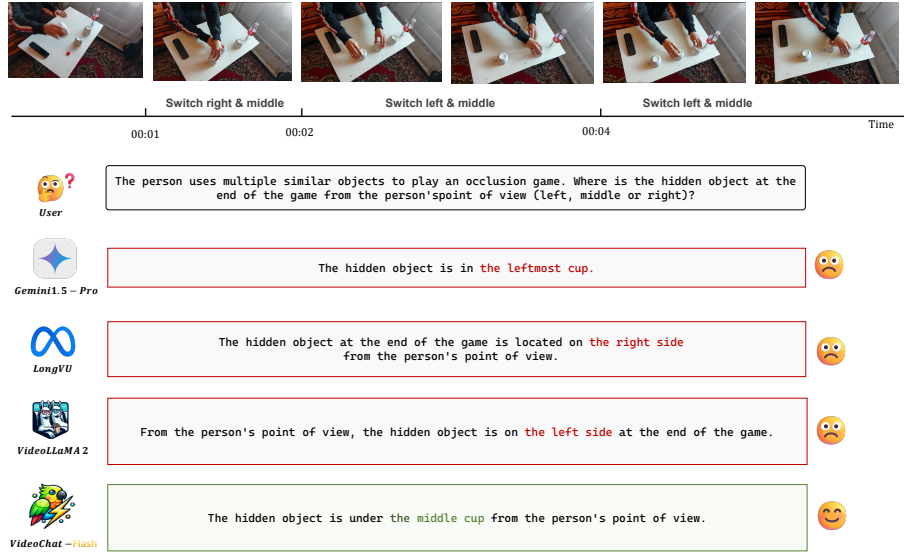 Switch right & middle
Switch left & middle
Switch left & middle
00:01
00:02
00:04
Time
User
The person uses multiple similar objects to play an occlusion game. Where is the hidden object at the
end of the game from the person'spoint of view (left, middle or right)?
Gemini1.5-Pro
The hidden object is in the leftmost cup.
LongVU
The hidden object at the end of the game is located on the right side
from the person's point of view.
VideoLLaMA2
From the person's point of view, the hidden object is on the left side at the end of the game.
VideoChat-Flash
The hidden object is under the middle cup from the person's point of view.